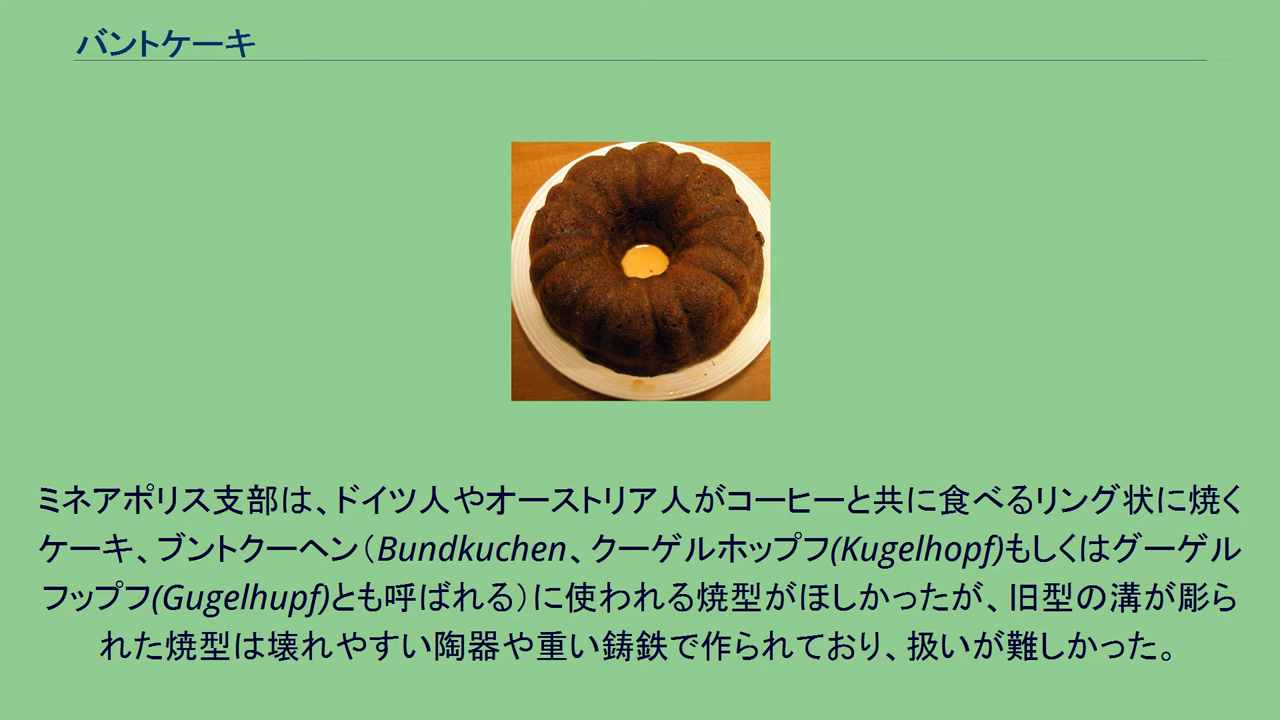 バントケーキ
ミネアポリス支部は、ドイツ人やオーストリア人がコーヒーと共に食べるリング状に焼く
ケーキ、ブントクーヘン（Bundkuchen、クーゲルホップフ(Kugelhopf)もしくはグーゲル
フップフ(Gugelhupf)とも呼ばれる）に使われる焼型がほしかったが、旧型の溝が彫ら
れた焼型は壊れやすい陶器や重い鋳鉄で作られており、扱いが難しかった。